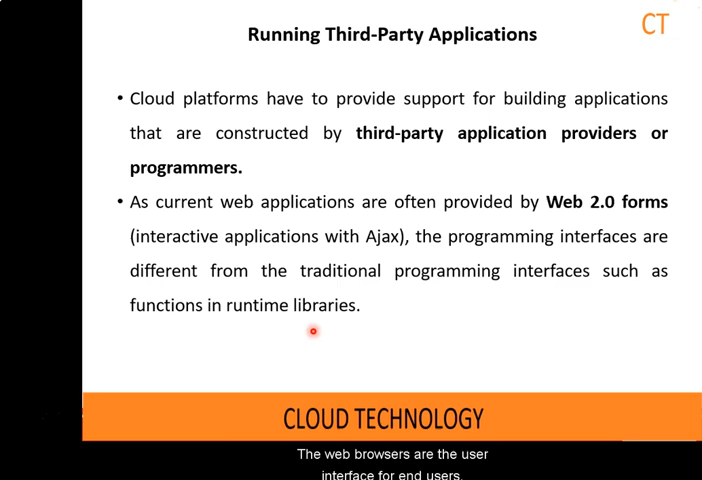 CT
Running Third-Party Applications
• Cloud platforms have to provide support for building applications
that are constructed by third-party application providers or
programmers.
• As current web applications are often provided by Web 2.0 forms
(interactive applications with Ajax), the programming interfaces are
different from the traditional programming interfaces such as
functions in runtime libraries.
CLOUD TECHNOLOGY
The web browsers are the user
interface for end users.